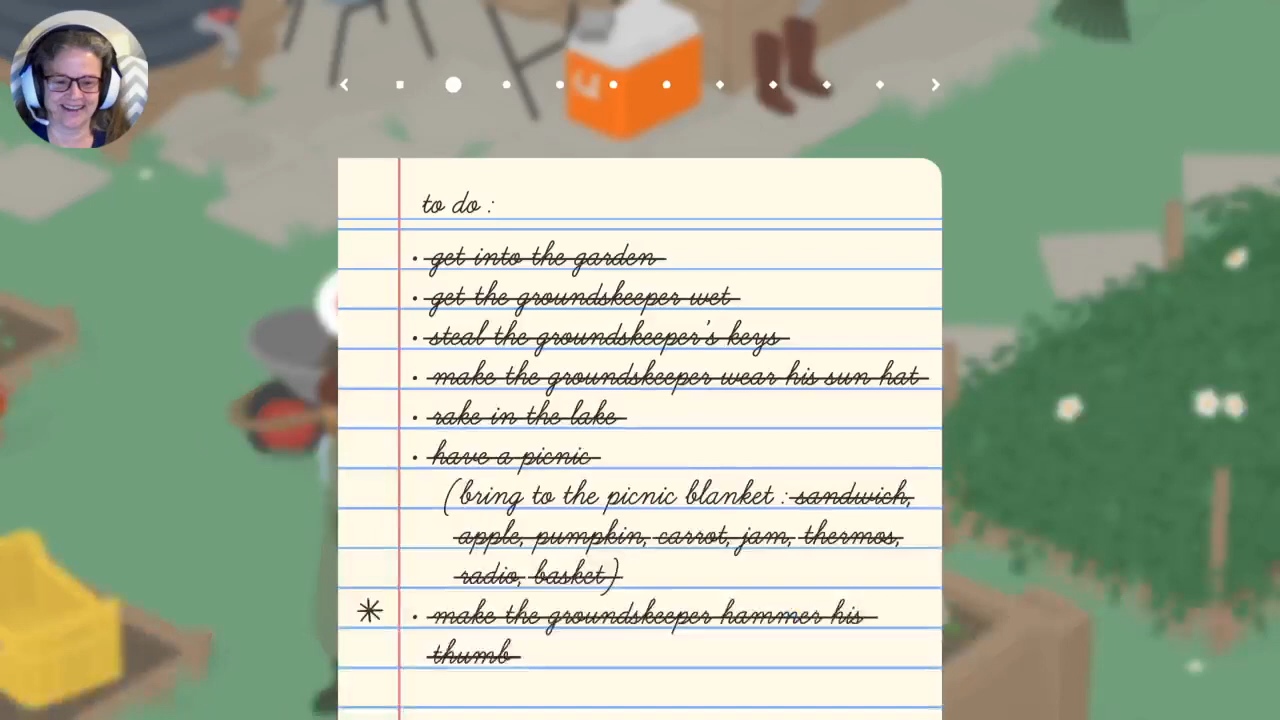 to do :
• get into the garden
• get the groundskeeper wet
• steal the groundskeeper's keys
• make the groundskeeper wear his sun hat
• rake in the lake
• have a picnic
(bring to the picnic blanket : sandwich,
apple, pumpkin, carrot, jam, thermos,
radio, basket)
• make the groundskeeper hammer his
thumb